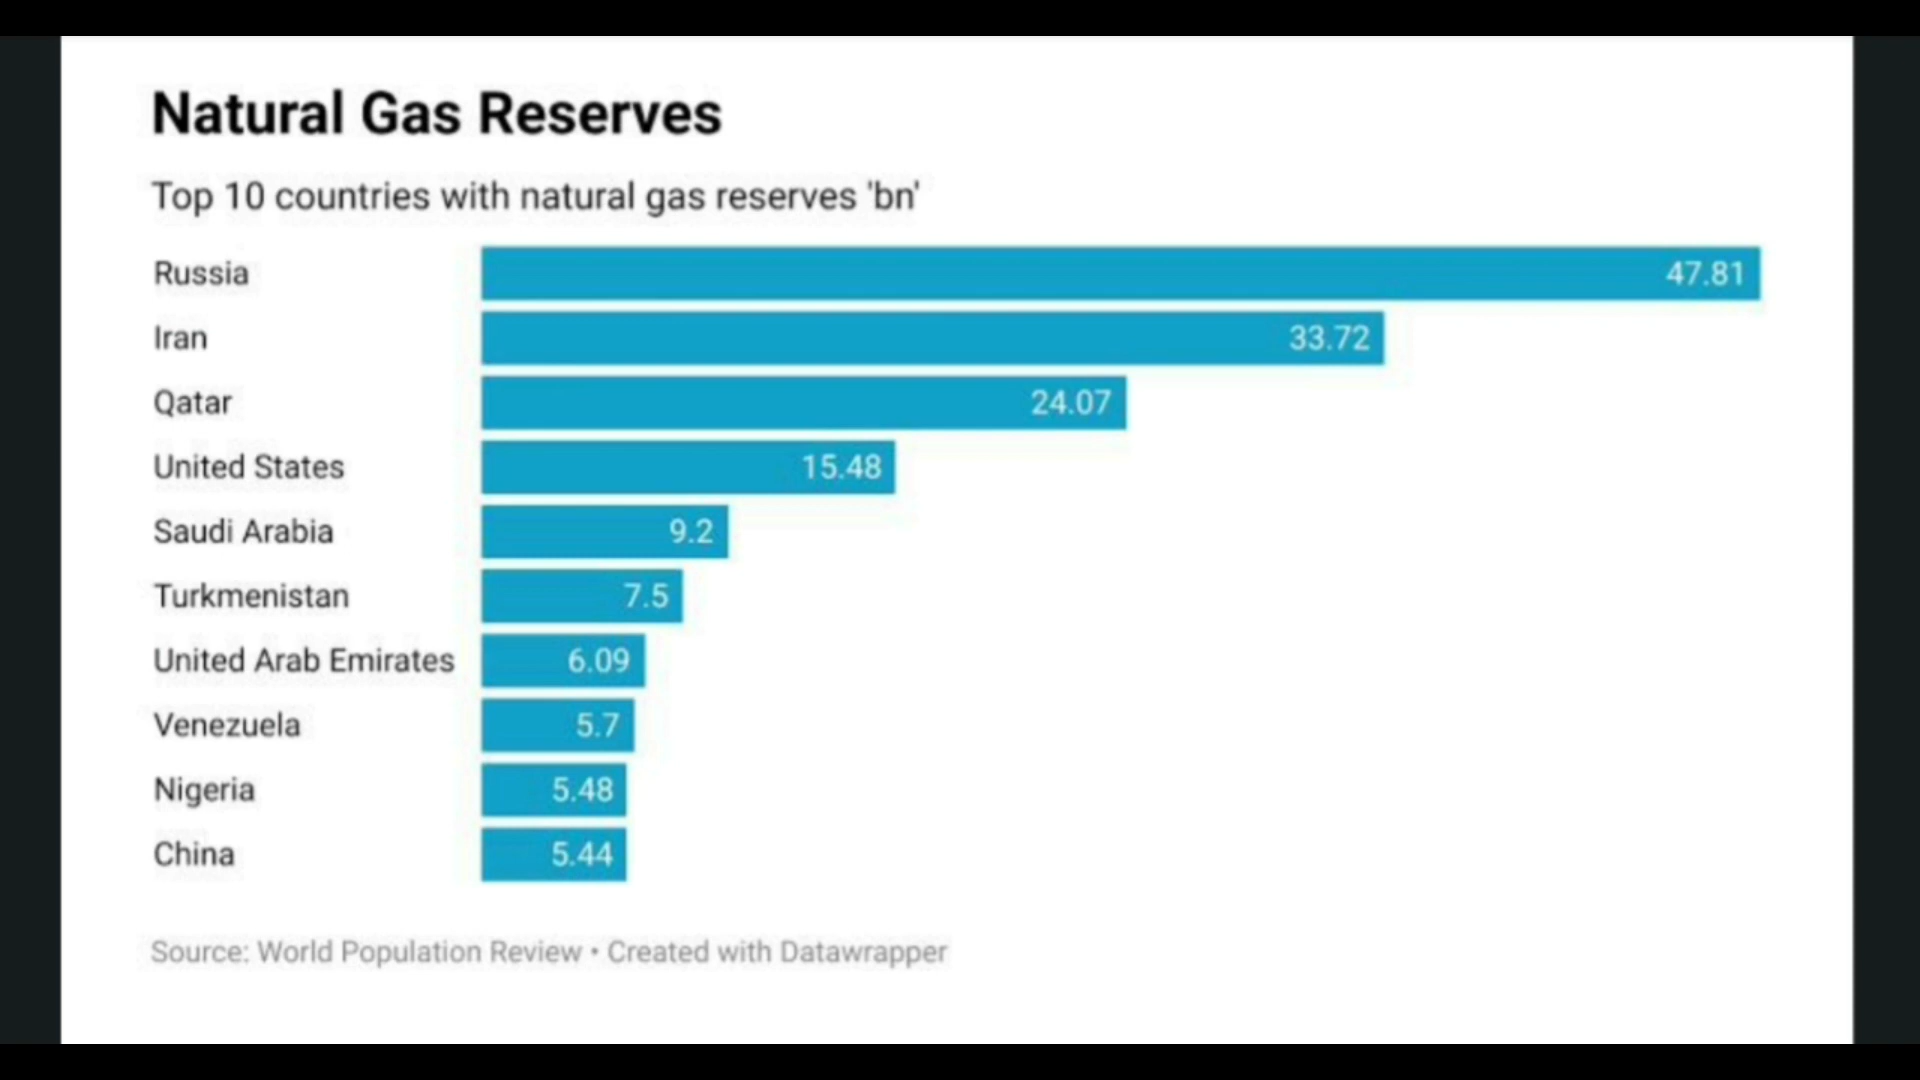 Natural Gas Reserves
Top 10 countries with natural gas reserves 'bn'
Russia 47.81
Iran 33.72
Qatar 24.07
United States 15.48
Saudi Arabia 9.2
Turkmenistan 7.5
United Arab Emirates 6.09
Venezuela 5.7
Nigeria 5.48
China 5.44
Source: World Population Review • Created with Datawrapper